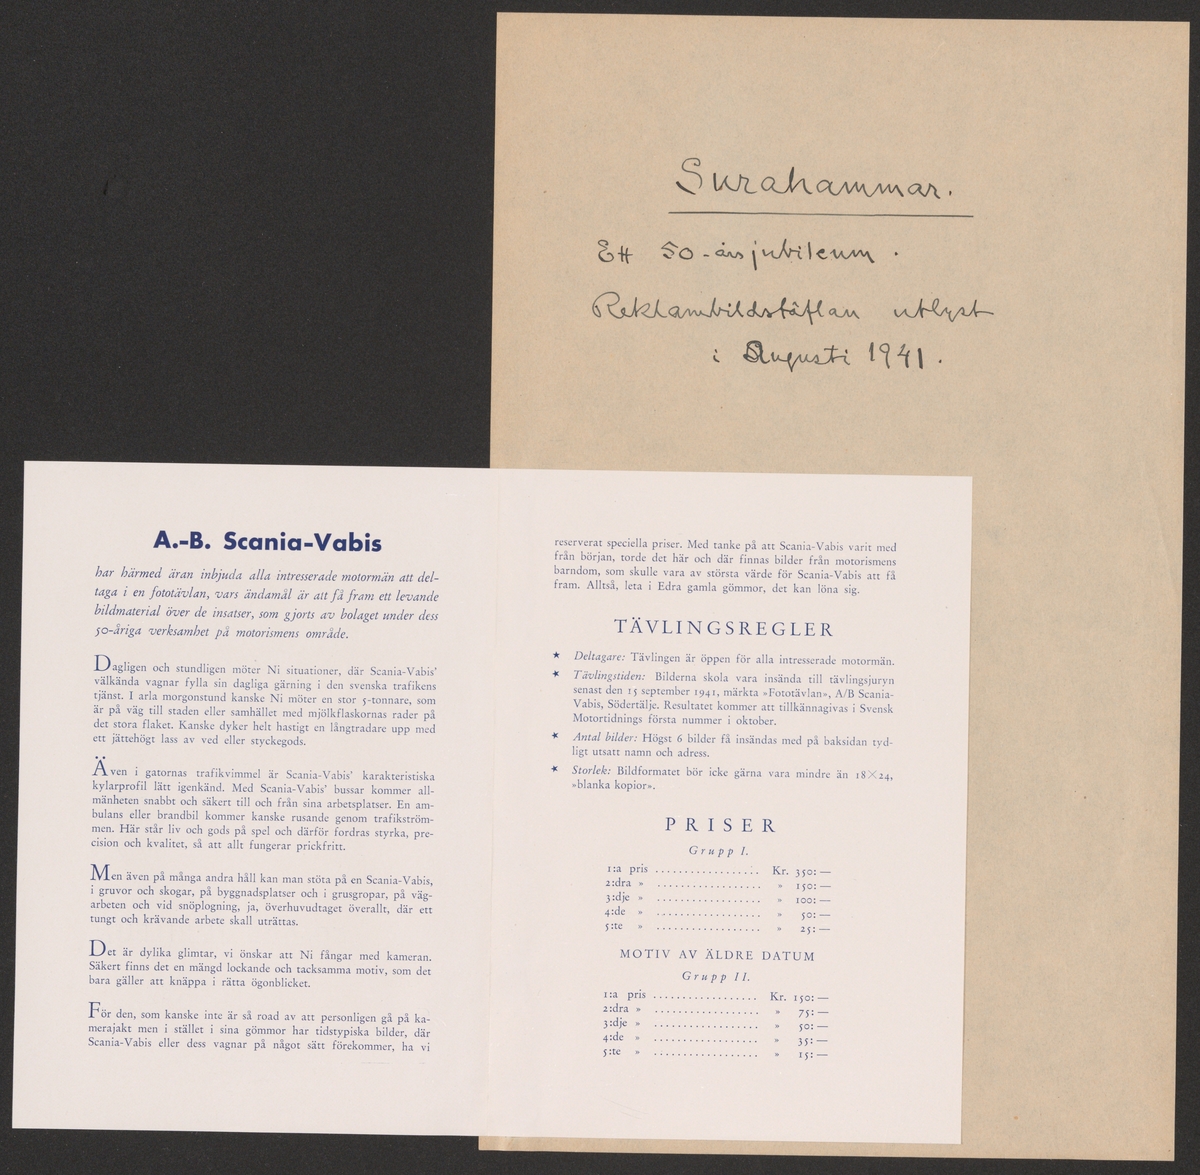 Surahammar.
Ett 50-årsjubileum.
Reklambildstäflan utlyst
i Augusti 1941.
A.-B. Scania-Vabis
har härmed äran inbjuda alla intresserade motormän att del-
taga i en fototävlan, vars ändamål är att få fram ett levande
bildmaterial över de insatser, som gjorts av bolaget under dess
50-åriga verksamhet på motorismens område.
Dagligen och stundligen möter Ni situationer, där Scania-Vabis'
välkända vagnar fylla sin dagliga gärning i den svenska trafikens
tjänst. I arla morgonstund kanske Ni möter en stor 5-tonnare, som
är på väg till staden eller samhället med mjölkflaskornas rader på
det stora flaket. Kanske dyker helt hastigt en långtradare upp med
ett jättehögt lass av ved eller styckegods.
Även i gatornas trafikvimmel är Scania-Vabis' karakteristiska
kylarprofil lätt igenkänd. Med Scania-Vabis' bussar kommer all-
mänheten snabbt och säkert till och från sina arbetsplatser. En am-
bulans eller brandbil kommer kanske rusande genom trafikström-
men. Här står liv och gods på spel och därför fordras styrka, pre-
cision och kvalitet, så att allt fungerar prickfritt.
Men även på många andra håll kan man stöta på en Scania-Vabis,
i gruvor och skogar, på byggnadsplatser och i grusgropar, på väg-
arbeten och vid snöplogning, ja, överhuvudtaget överallt, där ett
tungt och krävande arbete skall uträttas.
Det är dylika glimtar, vi önskar att Ni fångar med kameran.
Säkert finns det en mängd lockande och tacksamma motiv, som det
bara gäller att knäppa i rätta ögonblicket.
För den, som kanske inte är så road av att personligen gå på ka-
merajakt men i stället i sina gömmor har tidstypiska bilder, där
Scania-Vabis eller dess vagnar på något sätt förekommer, ha vi
reserverat speciella priser. Med tanke på att Scania-Vabis varit med
från början, torde det här och där finnas bilder från motorismens
barndom, som skulle vara av största värde för Scania-Vabis att få
fram. Alltså, leta i Edra gamla gömmor, det kan löna sig.
TÄVLINGSREGLER
★ Deltagare: Tävlingen är öppen för alla intresserade motormän.
★ Tävlingstiden: Bilderna skola vara insända till tävlingsjuryn
senast den 15 september 1941, märkta »Fototävlan», A/B Scania-
Vabis, Södertälje. Resultatet kommer att tillkännagivas i Svensk
Motortidnings första nummer i oktober.
★ Antal bilder: Högst 6 bilder få insändas med på baksidan tyd-
ligt utsatt namn och adress.
★ Storlek: Bildformatet bör icke gärna vara mindre än 18×24,
»blanka kopior».
PRISER
Grupp I.
1:a pris .................. Kr. 350:—
2:dra » .................. » 150:—
3:dje » .................. » 100:—
4:de » .................. » 50:—
5:te » .................. » 25:—
MOTIV AV ÄLDRE DATUM
Grupp II.
1:a pris .................. Kr. 150:—
2:dra » .................. » 75:—
3:dje » .................. » 50:—
4:de » .................. » 35:—
5:te » .................. » 15:—